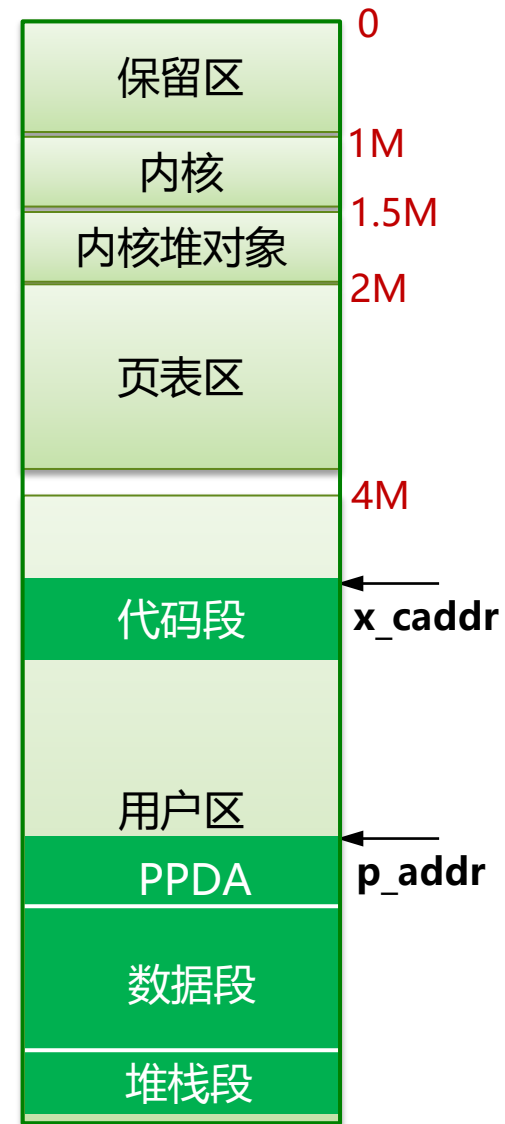 0
保留区
1M
内核
1.5M
内核堆对象
2M
页表区
4M
代码段
x_caddr
用户区
p_addr
PPDA
数据段
堆栈段